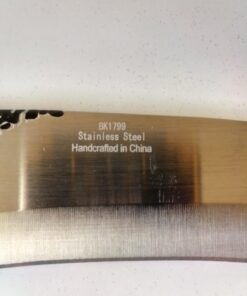 BK1799
Stainless Steel
Handcrafted in China